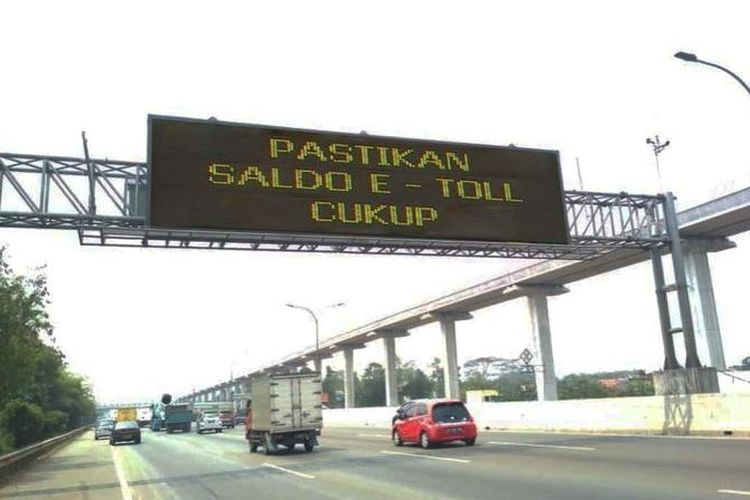 PASTIKAN
SALDO E - TOLL
CUKUP